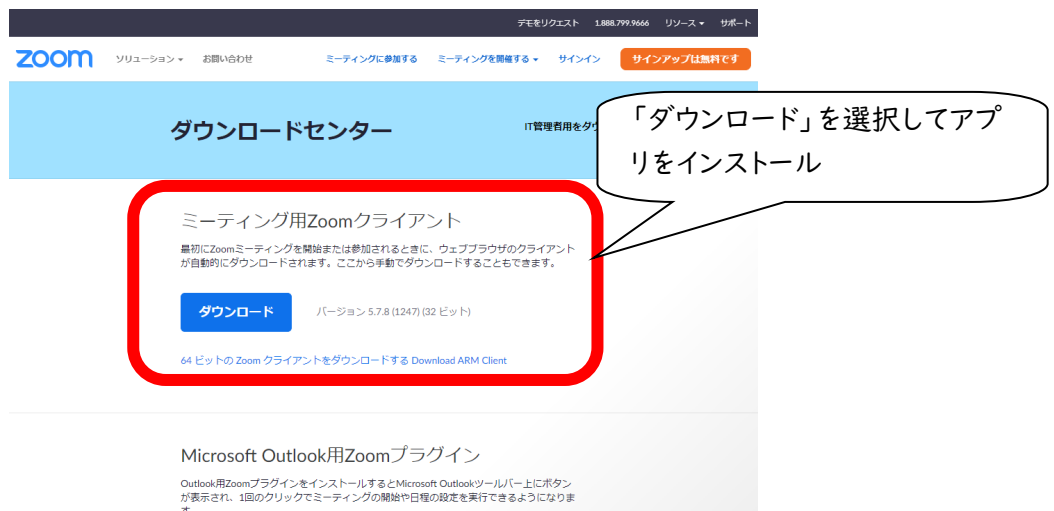 デモをリクエスト 1.888.799.9666 リソース サポート
zoom ソリューション お問い合わせ ミーティングに参加する ミーティングを開催する サインイン サインアップは無料です
ダウンロードセンター
IT管理者用をダウ
「ダウンロード」を選択してアプ
リをインストール
ミーティング用Zoomクライアント
最初にZoomミーティングを開始または参加されるときに、ウェブブラウザのクライアント
が自動的にダウンロードされます。ここから手動でダウンロードすることもできます。
ダウンロード バージョン 5.7.8 (1247) (32 ビット)
64 ビットの Zoom クライアントをダウンロードする Download ARM Client
Microsoft Outlook用Zoomプラグイン
Outlook用ZoomプラグインをインストールするとMicrosoft Outlookツールバー上にボタン
が表示され、1回のクリックでミーティングの開始や日程の設定を実行できるようになりま
す